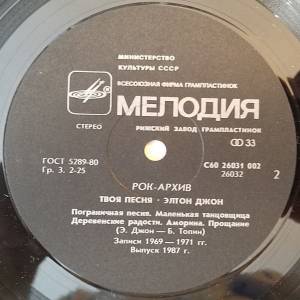 МИНИСТЕРСТВО
КУЛЬТУРЫ СССР
ВСЕСОЮЗНАЯ ФИРМА ГРАМПЛАСТИНОК
МЕЛОДИЯ
СТЕРЕО
РИЖСКИЙ ЗАВОД ГРАМПЛАСТИНОК
33
ГОСТ 5289-80
Гр. 3. 2-25
С60 26031 002
26032
2
РОК-АРХИВ
ТВОЯ ПЕСНЯ · ЭЛТОН ДЖОН
Пограничная песня. Маленькая танцовщица
Деревенские радости. Аморина. Прощание
(Э. Джон — Б. Топин)
Записи 1969 — 1971 гг.
Выпуск 1987 г.